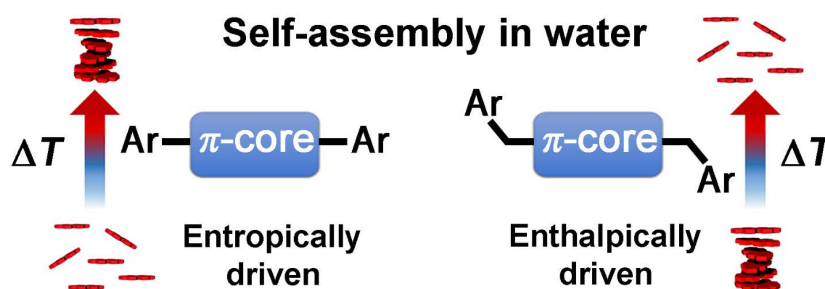 Self-assembly in water
ΔT
Ar
π-core
Ar
Ar
π-core
Ar
ΔT
Entropically
driven
Enthalpically
driven